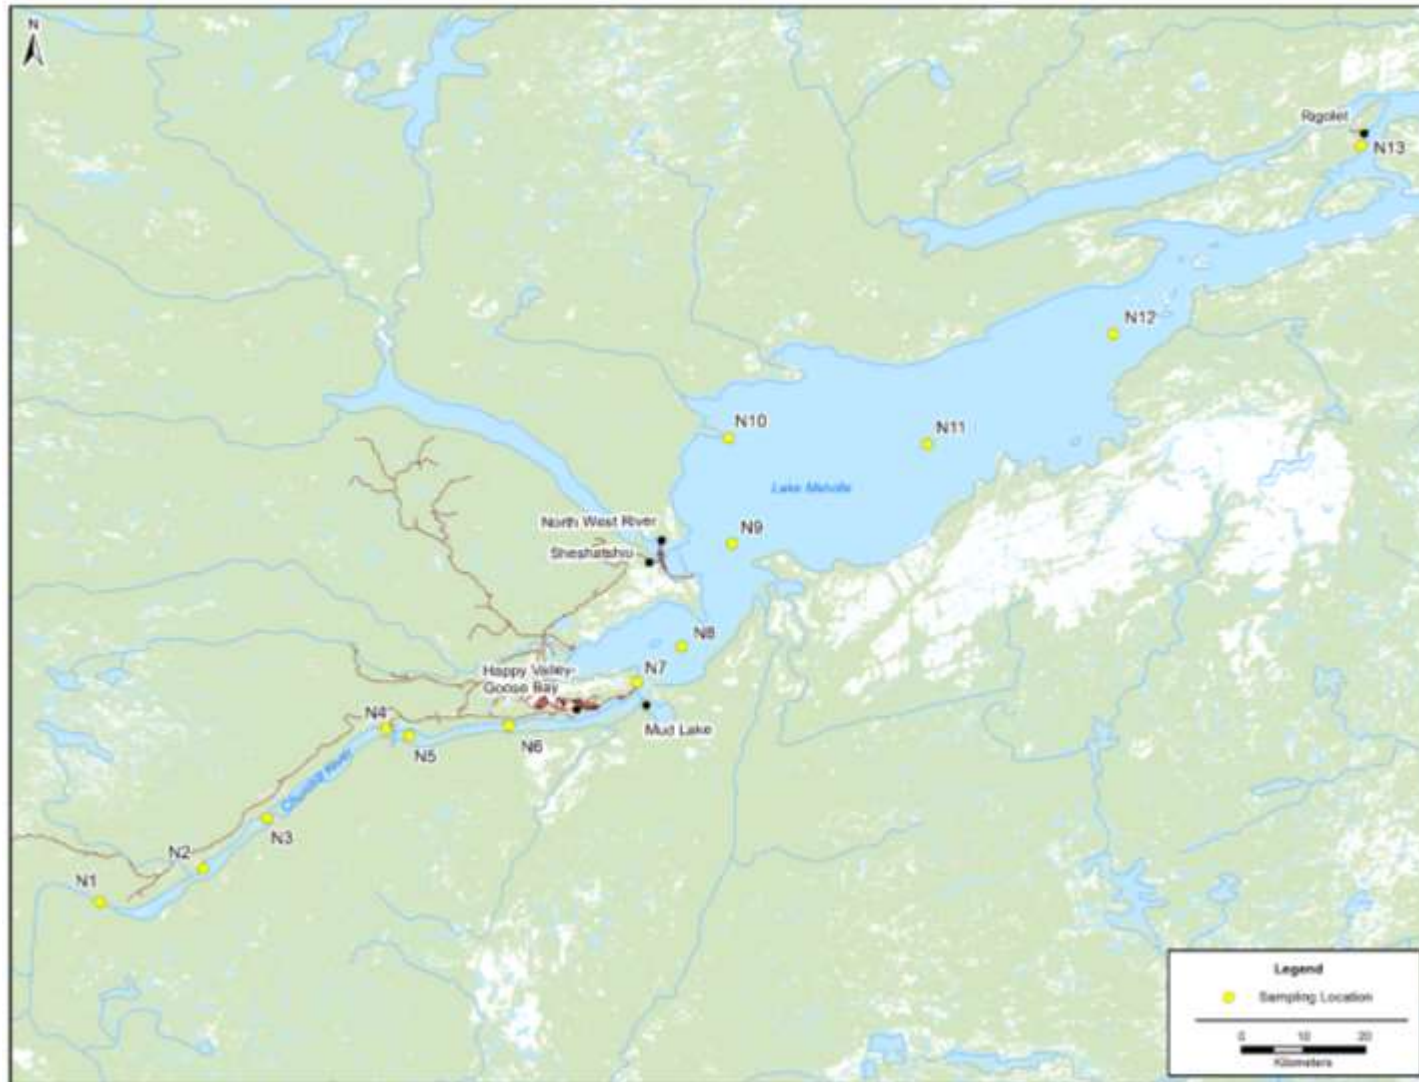 N
Rigolet
N13
N12
N10
N11
Lake Melville
North West River
N9
Sheshatshiu
N8
Happy Valley-
Goose Bay
N7
N4
N5
N6
Mud Lake
Churchill River
N3
N2
N1
Legend
Sampling Location
0 10 20
Kilometers